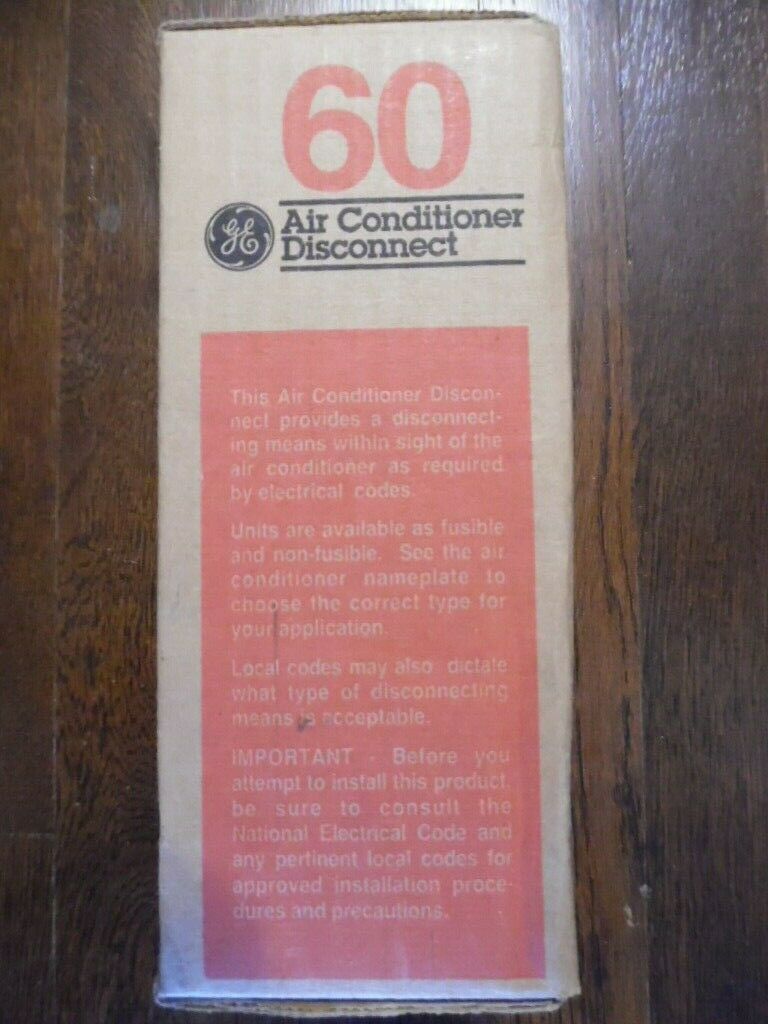 60
GE
Air Conditioner
Disconnect
This Air Conditioner Discon-
nect provides a disconnect-
ing means within sight of the
air conditioner as required
by electrical codes.
Units are available as fusible
and non-fusible. See the air
conditioner nameplate to
choose the correct type for
your application.
Local codes may also dictate
what type of disconnecting
means is acceptable.
IMPORTANT - Before you
attempt to install this product,
be sure to consult the
National Electrical Code and
any pertinent local codes for
approved installation proce-
dures and precautions.